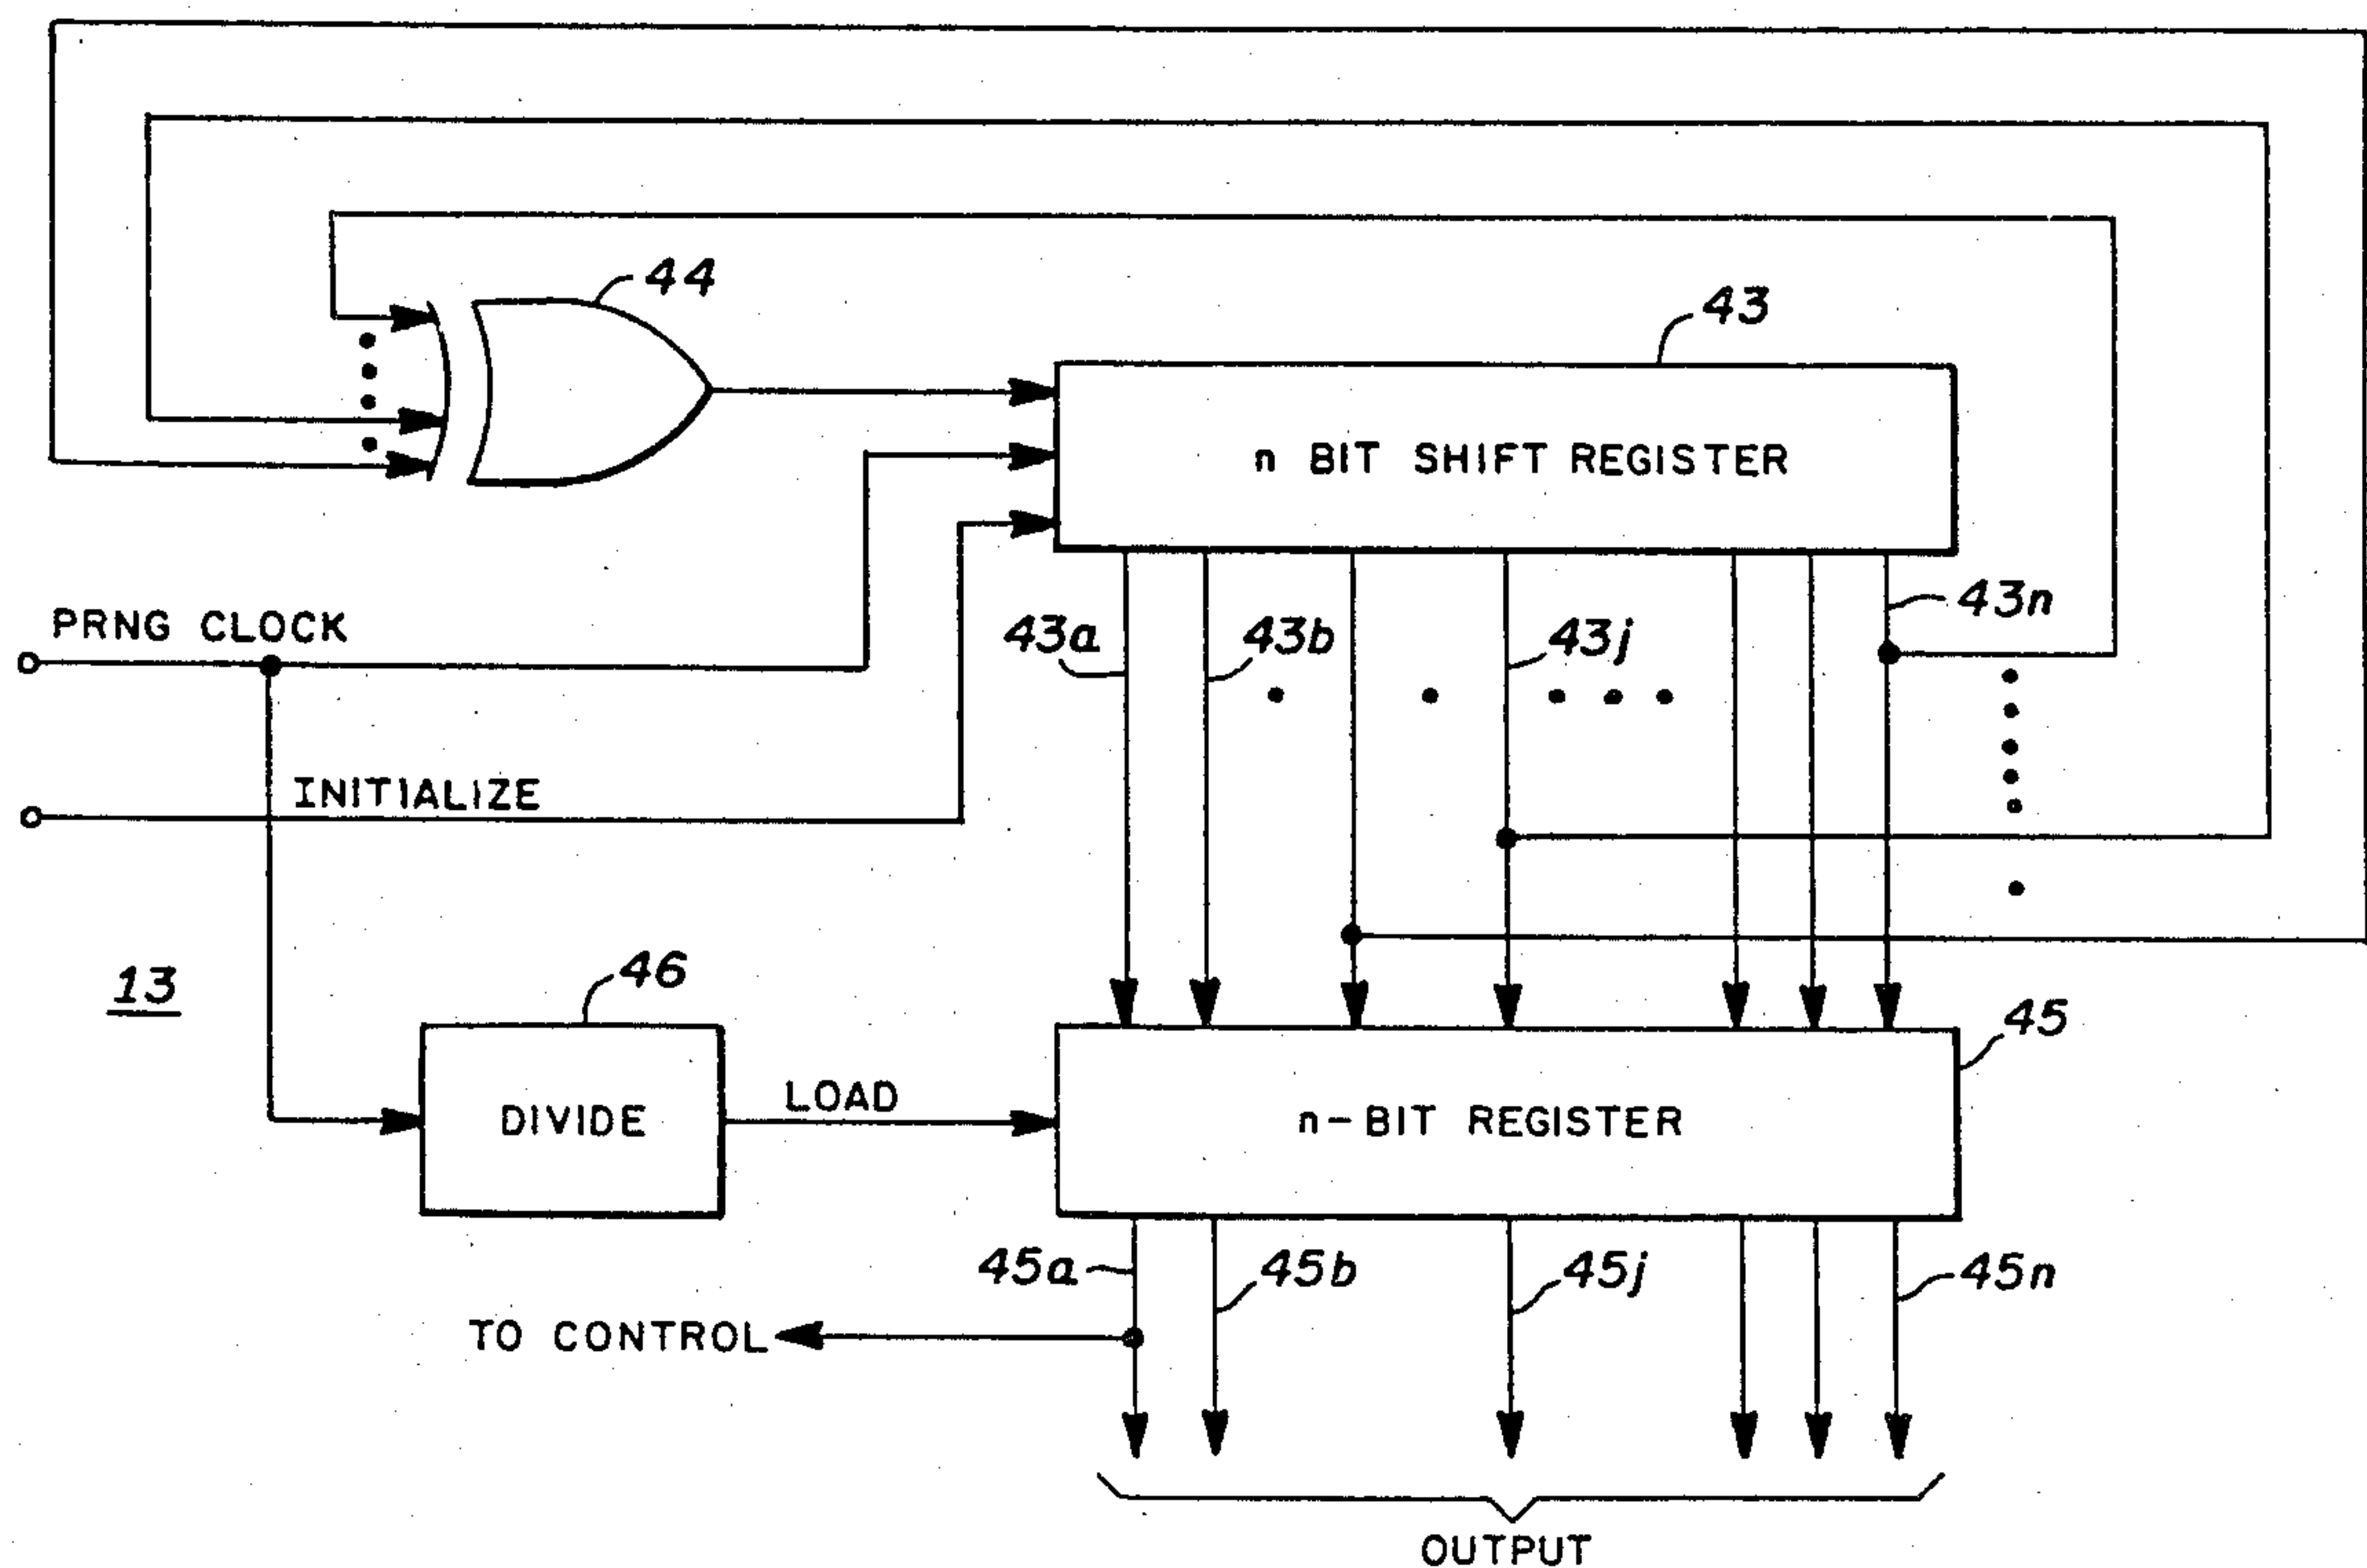 44
43
n BIT SHIFT REGISTER
PRNG CLOCK
43a
43b
43j
43n
INITIALIZE
13
46
45
DIVIDE
LOAD
n-BIT REGISTER
45a
45b
45j
45n
TO CONTROL
OUTPUT